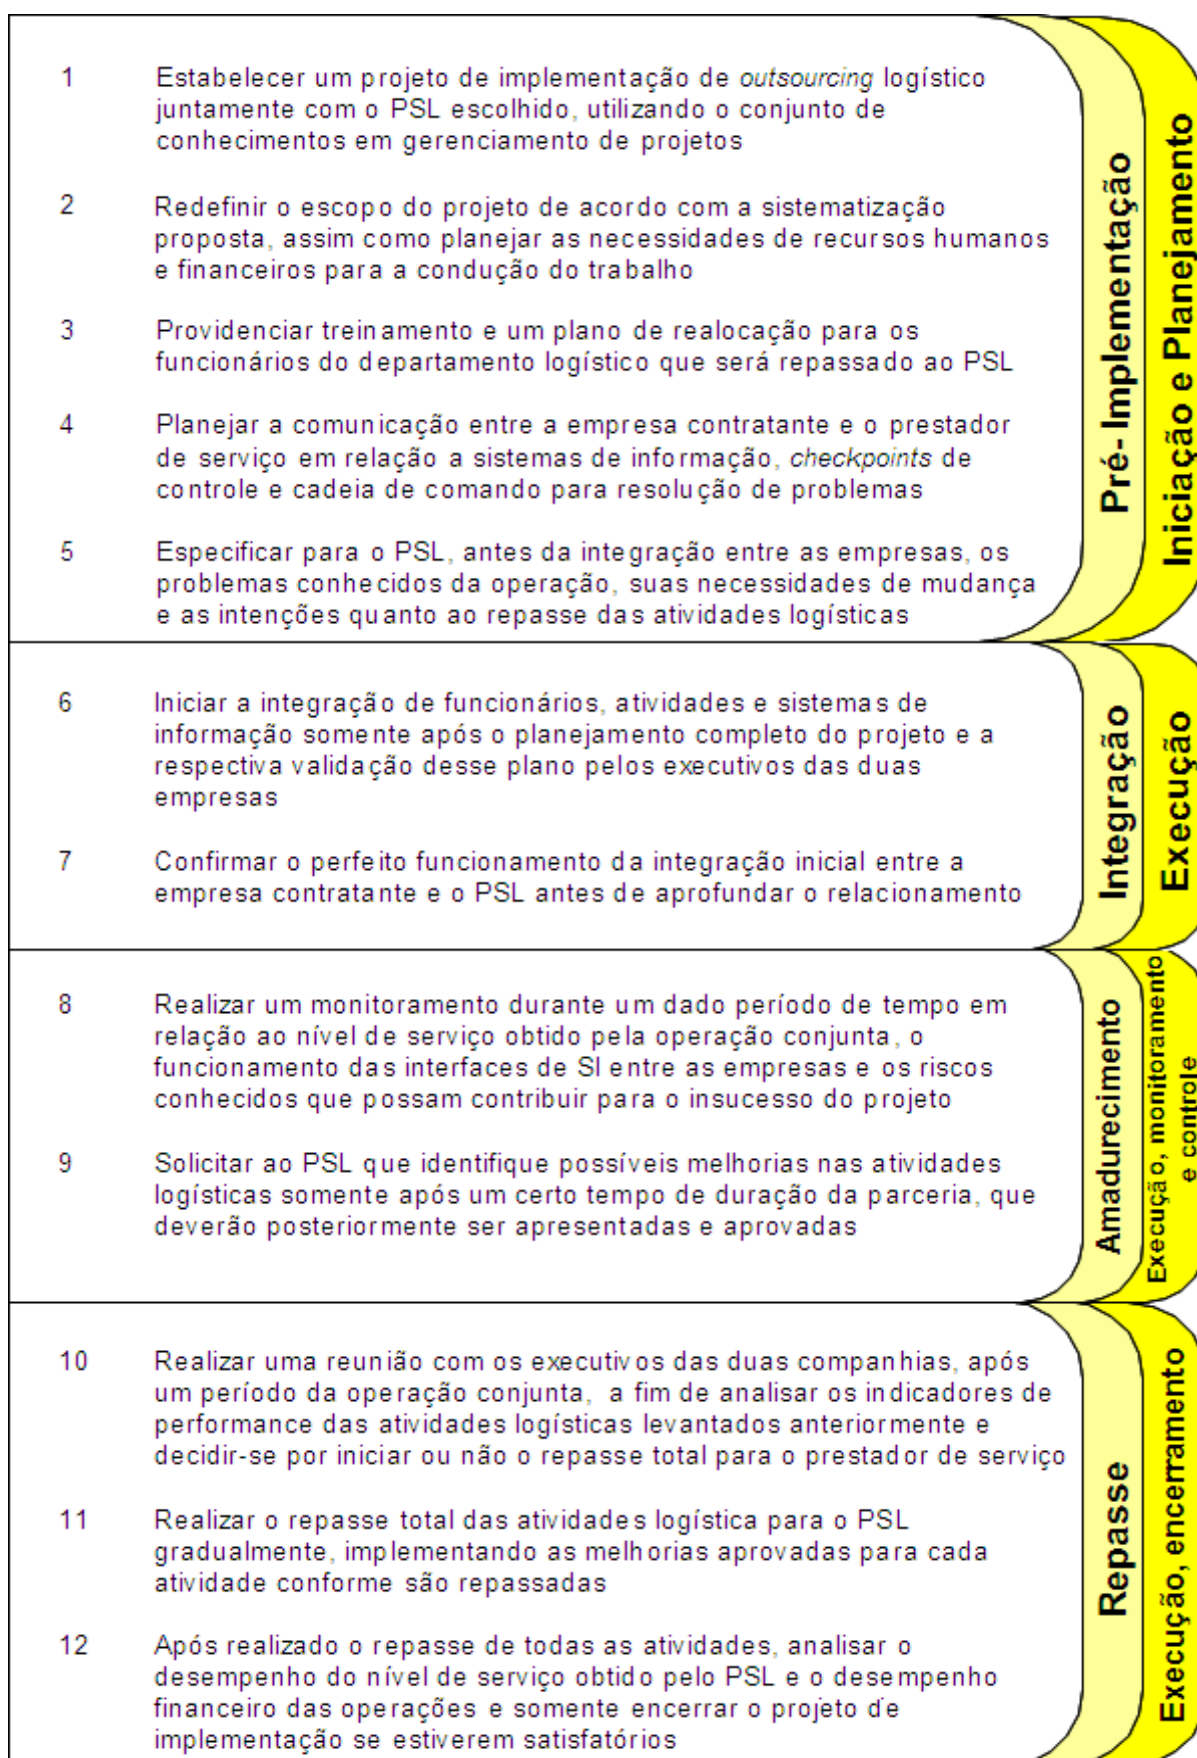 1 Estabelecer um projeto de implementação de outsourcing logístico
juntamente com o PSL escolhido, utilizando o conjunto de
conhecimentos em gerenciamento de projetos
2 Redefinir o escopo do projeto de acordo com a sistematização
proposta, assim como planejar as necessidades de recursos humanos
e financeiros para a condução do trabalho
3 Providenciar treinamento e um plano de realocação para os
funcionários do departamento logístico que será repassado ao PSL
4 Planejar a comunicação entre a empresa contratante e o prestador
de serviço em relação a sistemas de informação, checkpoints de
controle e cadeia de comando para resolução de problemas
5 Especificar para o PSL, antes da integração entre as empresas, os
problemas conhecidos da operação, suas necessidades de mudança
e as intenções quanto ao repasse das atividades logísticas
Pré-Implementação
Iniciação e Planejamento
6 Iniciar a integração de funcionários, atividades e sistemas de
informação somente após o planejamento completo do projeto e a
respectiva validação desse plano pelos executivos das duas
empresas
7 Confirmar o perfeito funcionamento da integração inicial entre a
empresa contratante e o PSL antes de aprofundar o relacionamento
Integração
Execução
8 Realizar um monitoramento durante um dado período de tempo em
relação ao nível de serviço obtido pela operação conjunta, o
funcionamento das interfaces de SI entre as empresas e os riscos
conhecidos que possam contribuir para o insucesso do projeto
9 Solicitar ao PSL que identifique possíveis melhorias nas atividades
logísticas somente após um certo tempo de duração da parceria, que
deverão posteriormente ser apresentadas e aprovadas
Amadurecimento
Execução, monitoramento
e controle
10 Realizar uma reunião com os executivos das duas companhias, após
um período da operação conjunta, a fim de analisar os indicadores de
performance das atividades logísticas levantados anteriormente e
decidir-se por iniciar ou não o repasse total para o prestador de serviço
11 Realizar o repasse total das atividades logística para o PSL
gradualmente, implementando as melhorias aprovadas para cada
atividade conforme são repassadas
12 Após realizado o repasse de todas as atividades, analisar o
desempenho do nível de serviço obtido pelo PSL e o desempenho
financeiro das operações e somente encerrar o projeto de
implementação se estiverem satisfatórios
Repasse
Execução, encerramento